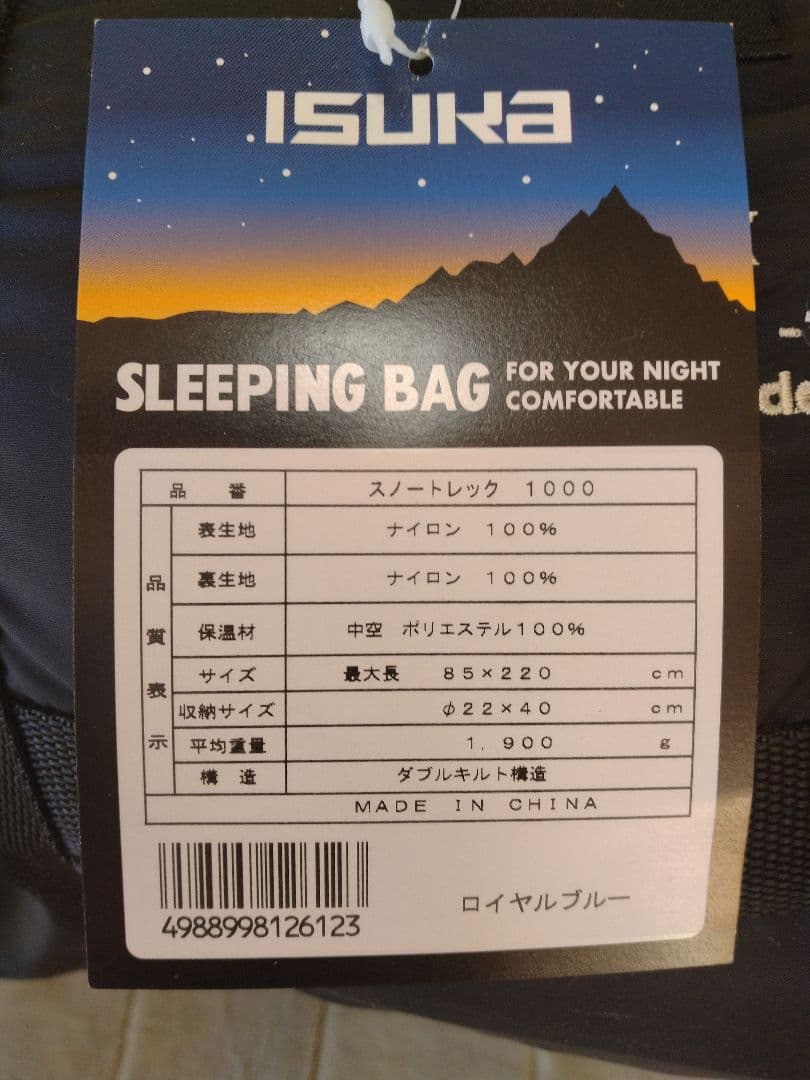 ISUKA
SLEEPING BAG FOR YOUR NIGHT COMFORTABLE
品 番 スノートレック 1000
品質表示
表生地 ナイロン 100%
裏生地 ナイロン 100%
保温材 中空 ポリエステル100%
サイズ 最大長 85×220 cm
収納サイズ φ22×40 cm
平均重量 1,900 g
構 造 ダブルキルト構造
MADE IN CHINA
4988998126123
ロイヤルブルー